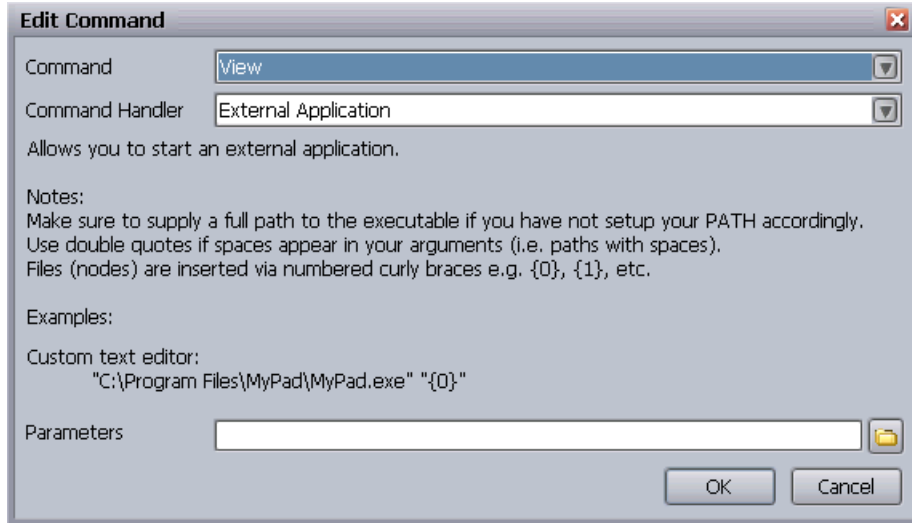 Edit Command
Command View
Command Handler External Application
Allows you to start an external application.
Notes:
Make sure to supply a full path to the executable if you have not setup your PATH accordingly.
Use double quotes if spaces appear in your arguments (i.e. paths with spaces).
Files (nodes) are inserted via numbered curly braces e.g. {0}, {1}, etc.
Examples:
Custom text editor:
"C:\Program Files\MyPad\MyPad.exe" "{0}"
Parameters
OK Cancel